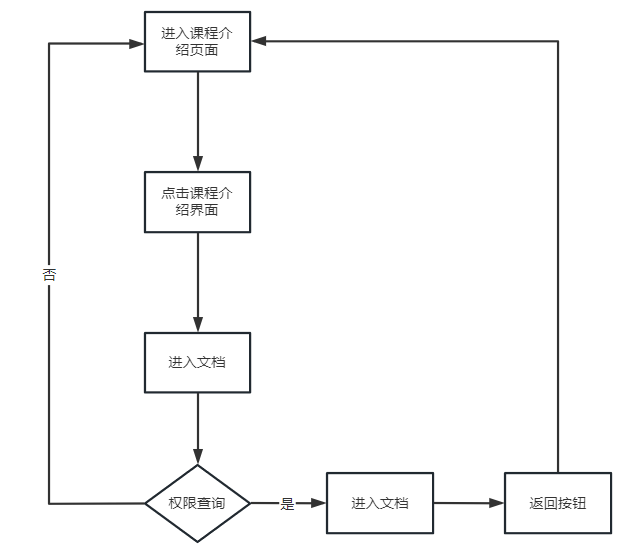 进入课程介
绍页面
点击课程介
绍界面
否
进入文档
权限查询
是
进入文档
返回按钮